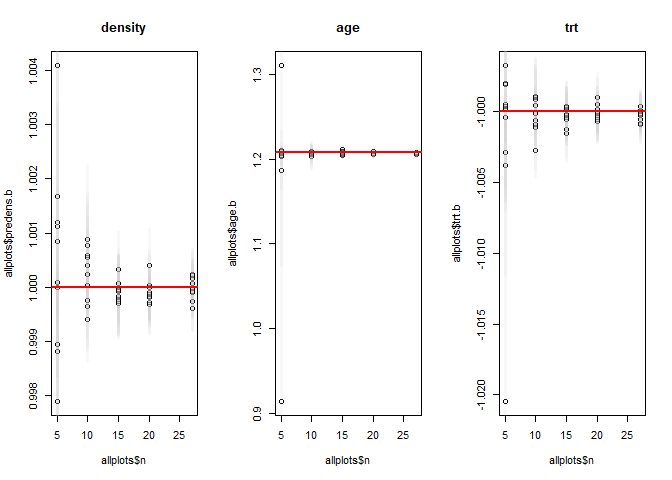 density
allplots$predens.b
1.004
1.003
1.002
1.001
1.000
0.999
0.998
5 10 15 20 25
allplots$n
age
allplots$age.b
1.3
1.2
1.1
1.0
0.9
5 10 15 20 25
allplots$n
trt
allplots$trt.b
-1.000
-1.005
-1.010
-1.015
-1.020
5 10 15 20 25
allplots$n